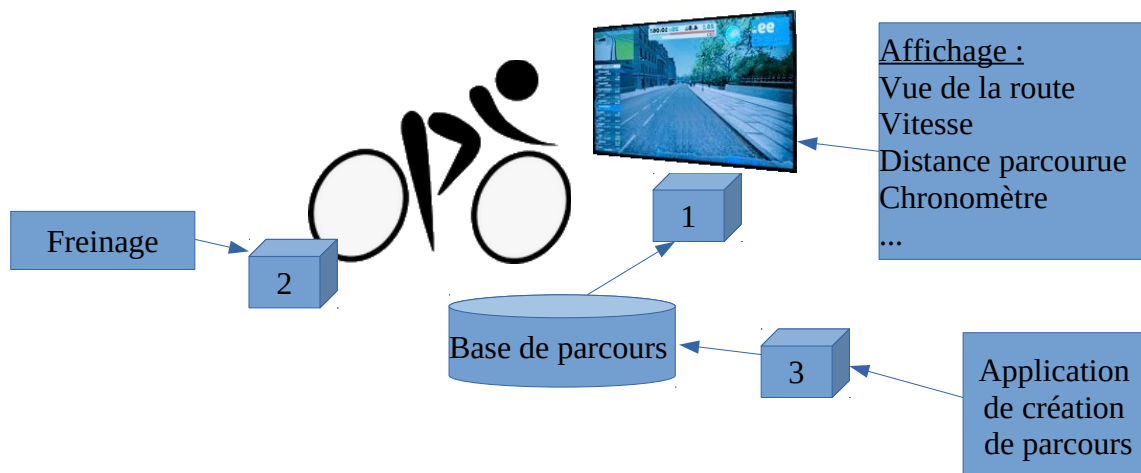 Affichage :
Vue de la route
Vitesse
Distance parcourue
Chronomètre
...
1
Freinage
2
Base de parcours
3
Application
de création
de parcours